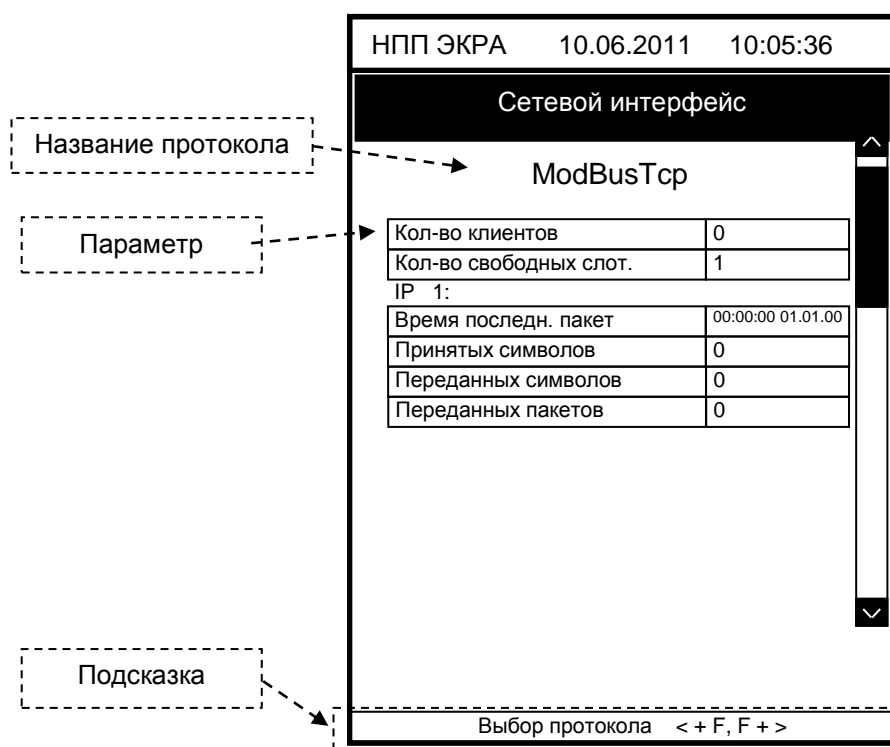 НПП ЭКРА 10.06.2011 10:05:36
Сетевой интерфейс
Название протокола
ModBusTcp
Параметр
Кол-во клиентов 0
Кол-во свободных слот. 1
IP 1:
Время последн. пакет 00:00:00 01.01.00
Принятых символов 0
Переданных символов 0
Переданных пакетов 0
Подсказка
Выбор протокола < + F, F + >